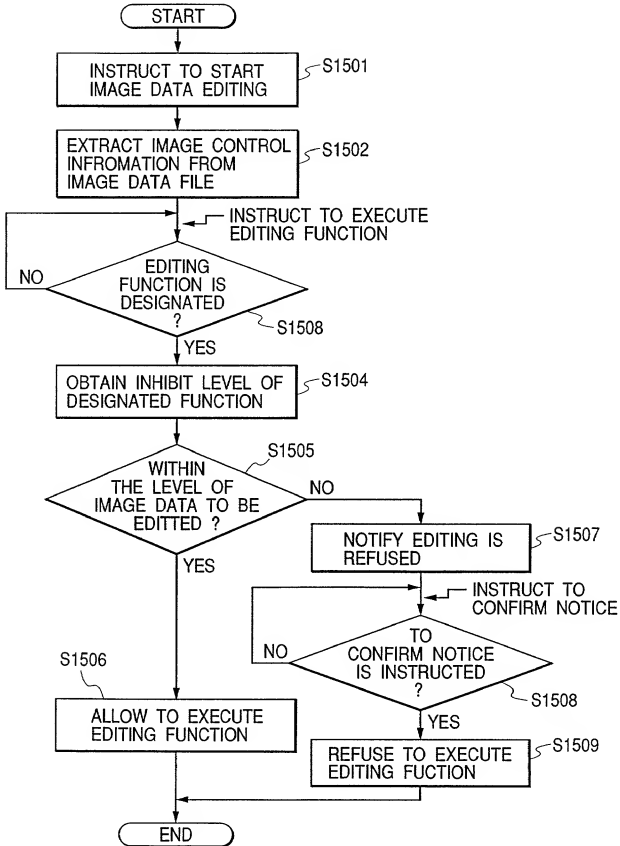 START
INSTRUCT TO START
IMAGE DATA EDITING
S1501
EXTRACT IMAGE CONTROL
INFROMATION FROM
IMAGE DATA FILE
S1502
INSTRUCT TO EXECUTE
EDITING FUNCTION
EDITING
FUNCTION IS
DESIGNATED
?
NO
S1508
YES
OBTAIN INHIBIT LEVEL OF
DESIGNATED FUNCTION
S1504
WITHIN
THE LEVEL OF
IMAGE DATA TO BE
EDITTED ?
S1505
NO
YES
NOTIFY EDITING IS
REFUSED
S1507
INSTRUCT TO
CONFIRM NOTICE
TO
CONFIRM NOTICE
IS INSTRUCTED
?
NO
S1508
YES
S1506
ALLOW TO EXECUTE
EDITING FUNCTION
REFUSE TO EXECUTE
EDITING FUCTION
S1509
END